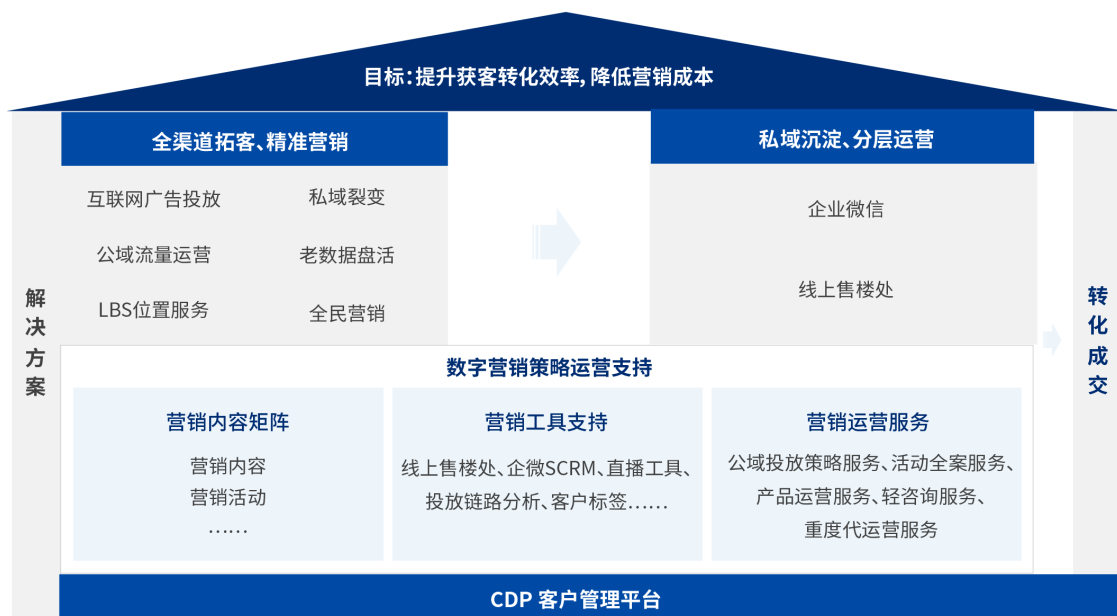 目标：提升获客转化效率，降低营销成本
全渠道拓客、精准营销
私域沉淀、分层运营
互联网广告投放
私域裂变
公域流量运营
老数据盘活
LBS位置服务
全民营销
企业微信
线上售楼处
解决方案
转化成交
数字营销策略运营支持
营销内容矩阵
营销内容
营销活动
……
营销工具支持
线上售楼处、企微SCRM、直播工具、
投放链路分析、客户标签……
营销运营服务
公域投放策略服务、活动全案服务、
产品运营服务、轻咨询服务、
重度代运营服务
CDP 客户管理平台